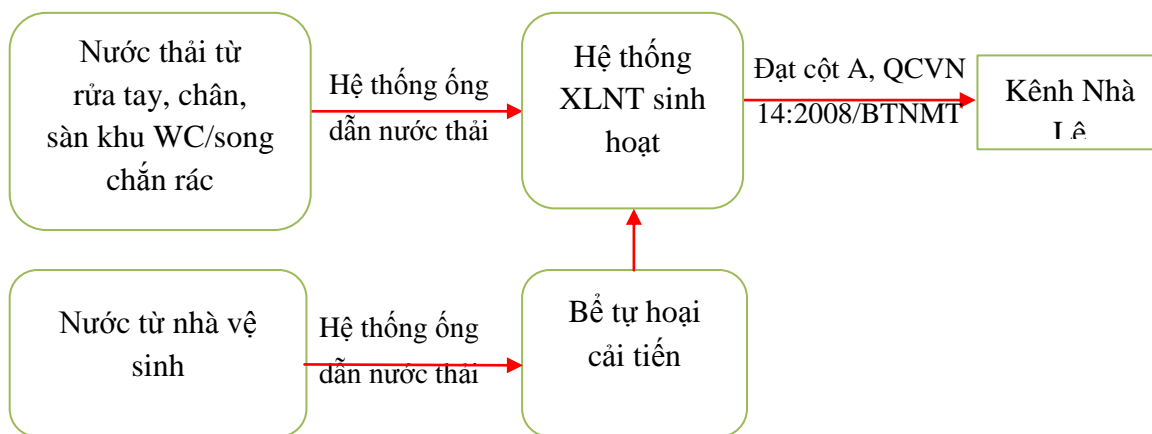 Nước thải từ
rửa tay, chân,
sàn khu WC/song
chắn rác
Hệ thống ống
dẫn nước thải
Hệ thống
XLNT sinh
hoạt
Đạt cột A, QCVN
14:2008/BTNMT
Kênh Nhà
Lê
Nước từ nhà vệ
sinh
Hệ thống ống
dẫn nước thải
Bể tự hoại
cải tiến